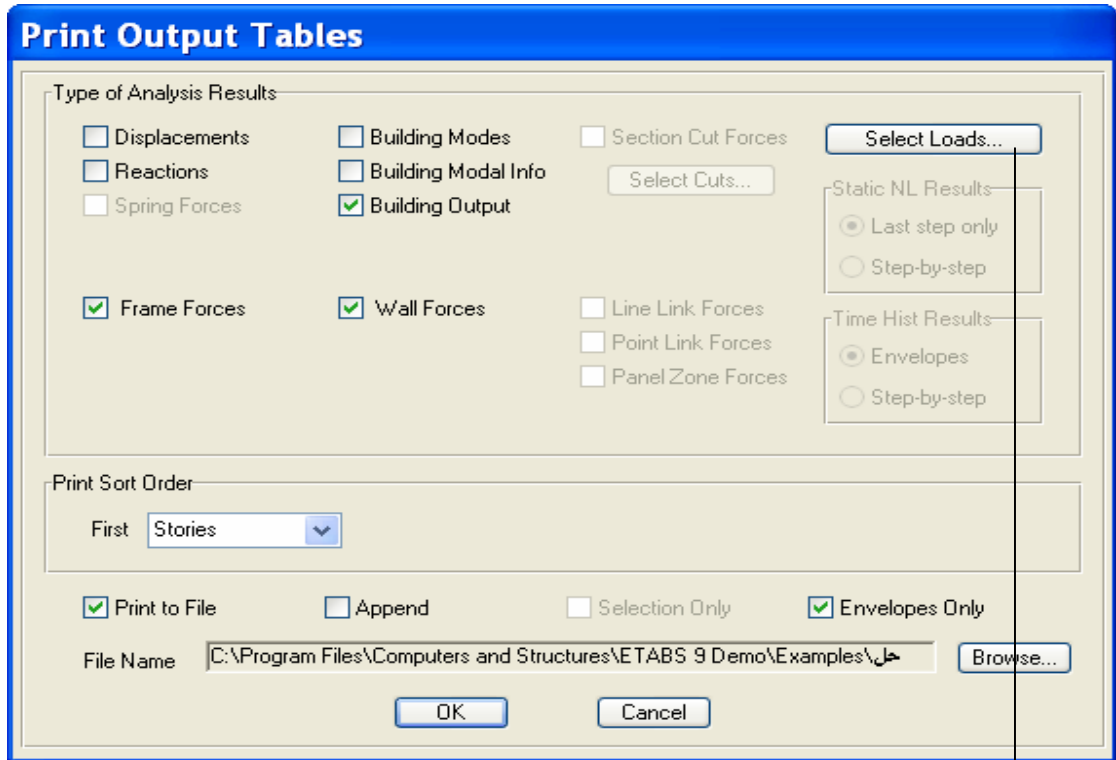 Print Output Tables
Type of Analysis Results
Displacements
Building Modes
Section Cut Forces
Select Loads...
Reactions
Building Modal Info
Select Cuts...
Static NL Results
Spring Forces
Building Output
Last step only
Step-by-step
Frame Forces
Wall Forces
Line Link Forces
Time Hist Results
Point Link Forces
Envelopes
Panel Zone Forces
Step-by-step
Print Sort Order
First Stories
Print to File
Append
Selection Only
Envelopes Only
File Name C:\Program Files\Computers and Structures\ETABS 9 Demo\Examples\حل Browse...
OK
Cancel